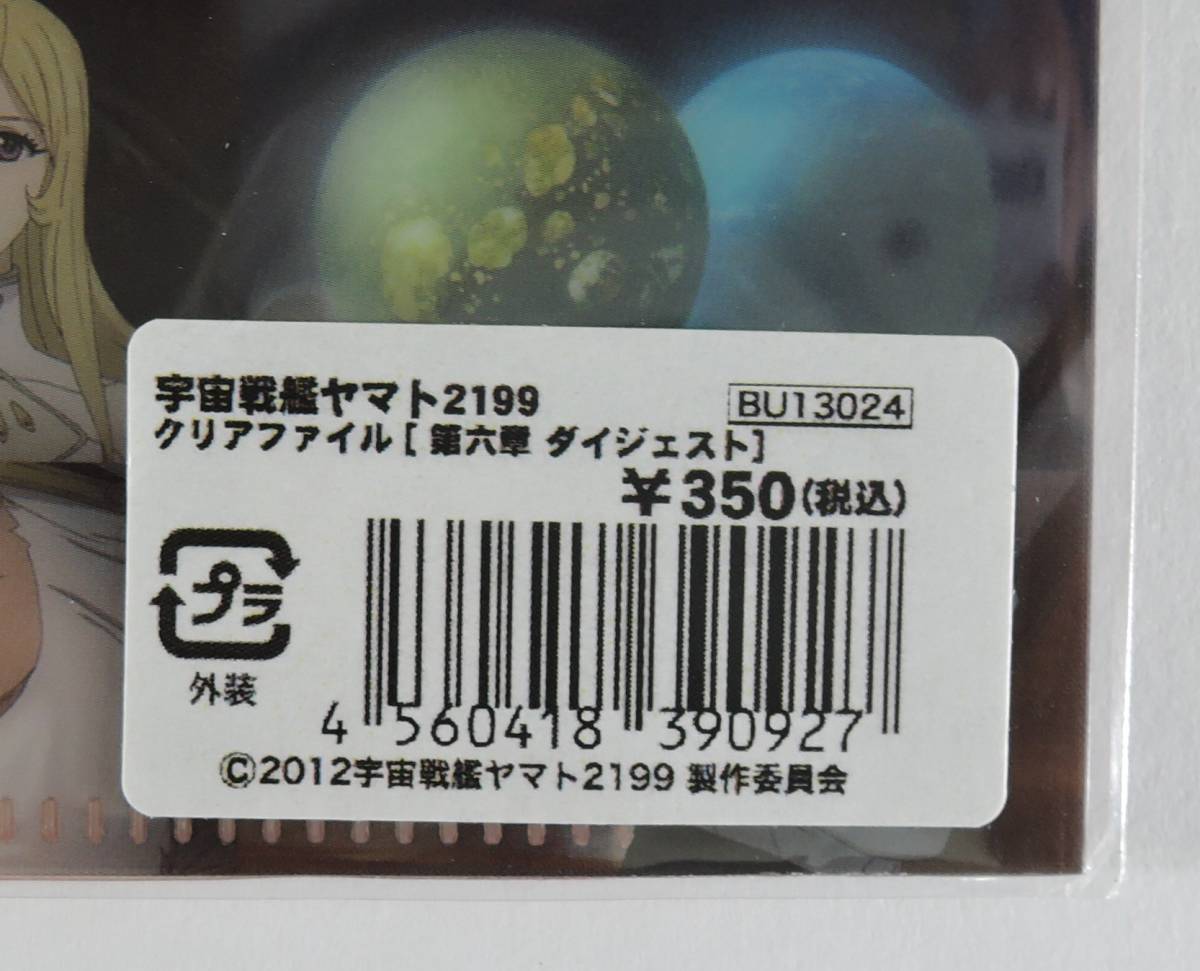 宇宙戦艦ヤマト2199
BU13024
クリアファイル[ 第六章 ダイジェスト]
¥350(税込)
プラ
外装
4 560418 390927
©2012宇宙戦艦ヤマト2199 製作委員会